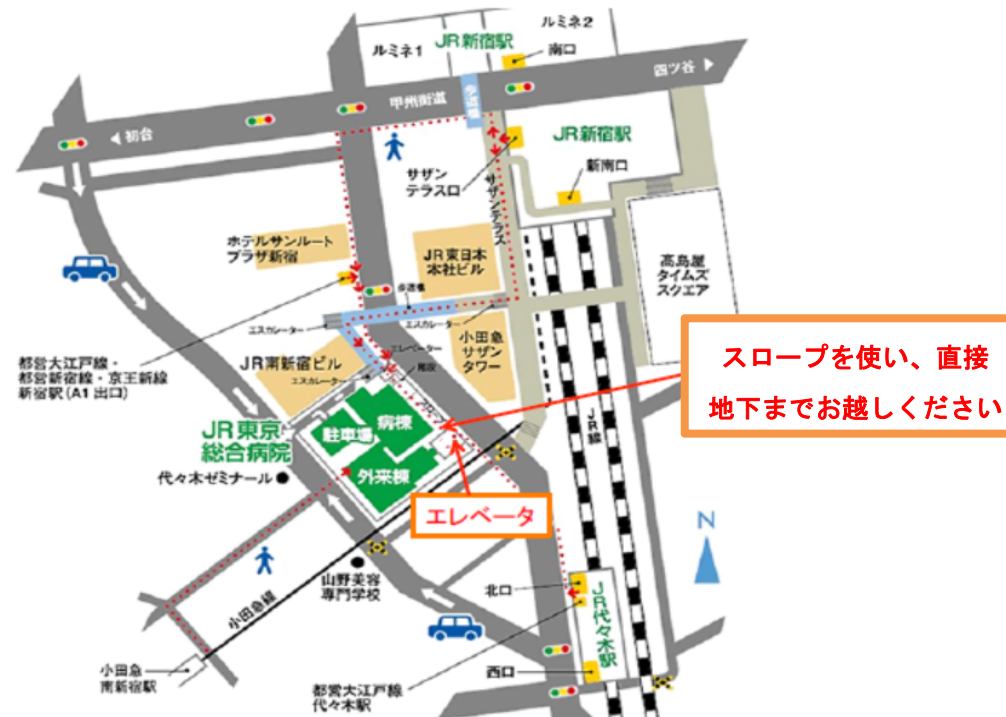 ルミネ1
JR新宿駅
ルミネ2
南口
四ツ谷
甲州街道
歩道橋
初台
JR新宿駅
新南口
サザン
テラス口
サザンテラス
ホテルサンルート
プラザ新宿
JR東日本
本社ビル
高島屋
タイムズ
スクエア
歩道橋
エスカレーター
エスカレーター
小田急
サザン
タワー
エレベーター
階段
JR南新宿ビル
エスカレーター
都営大江戸線・
都営新宿線・京王新線
新宿駅(A1 出口)
スロープを使い、直接
地下までお越しください
スロープ
JR線
JR東京
総合病院
病棟
駐車場
外来棟
代々木ゼミナール
エレベータ
N
山野美容
専門学校
小田急線
北口
JR代々木駅
西口
小田急
南新宿駅
都営大江戸線
代々木駅